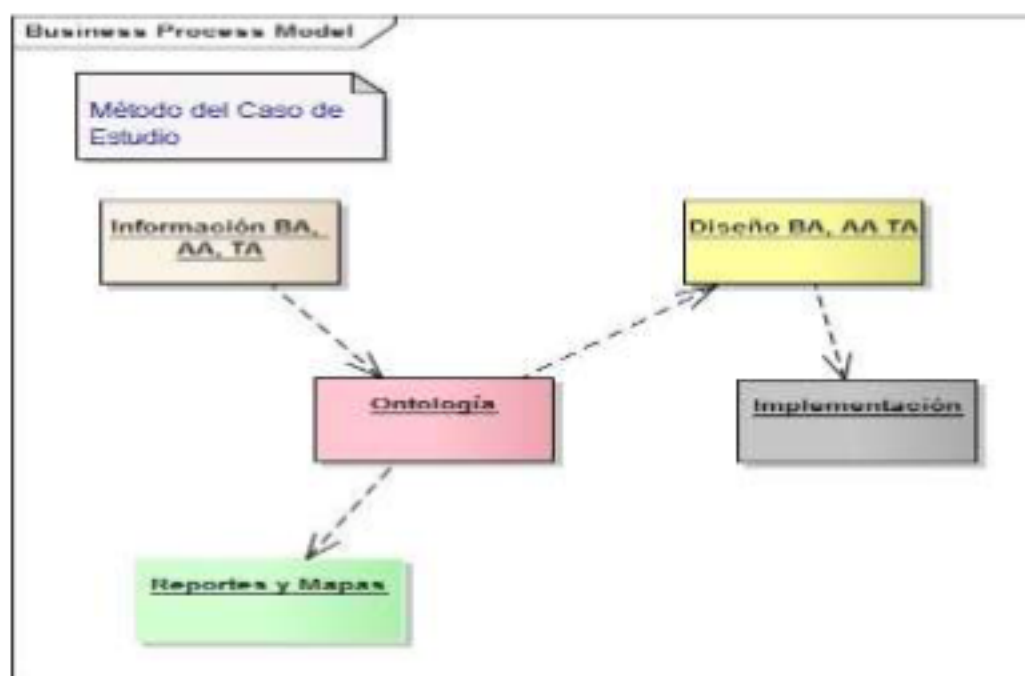 Business Process Model
Método del Caso de
Estudio
Información BA,
AA, TA
Diseño BA, AA TA
Ontología
Implementación
Reportes y Mapas